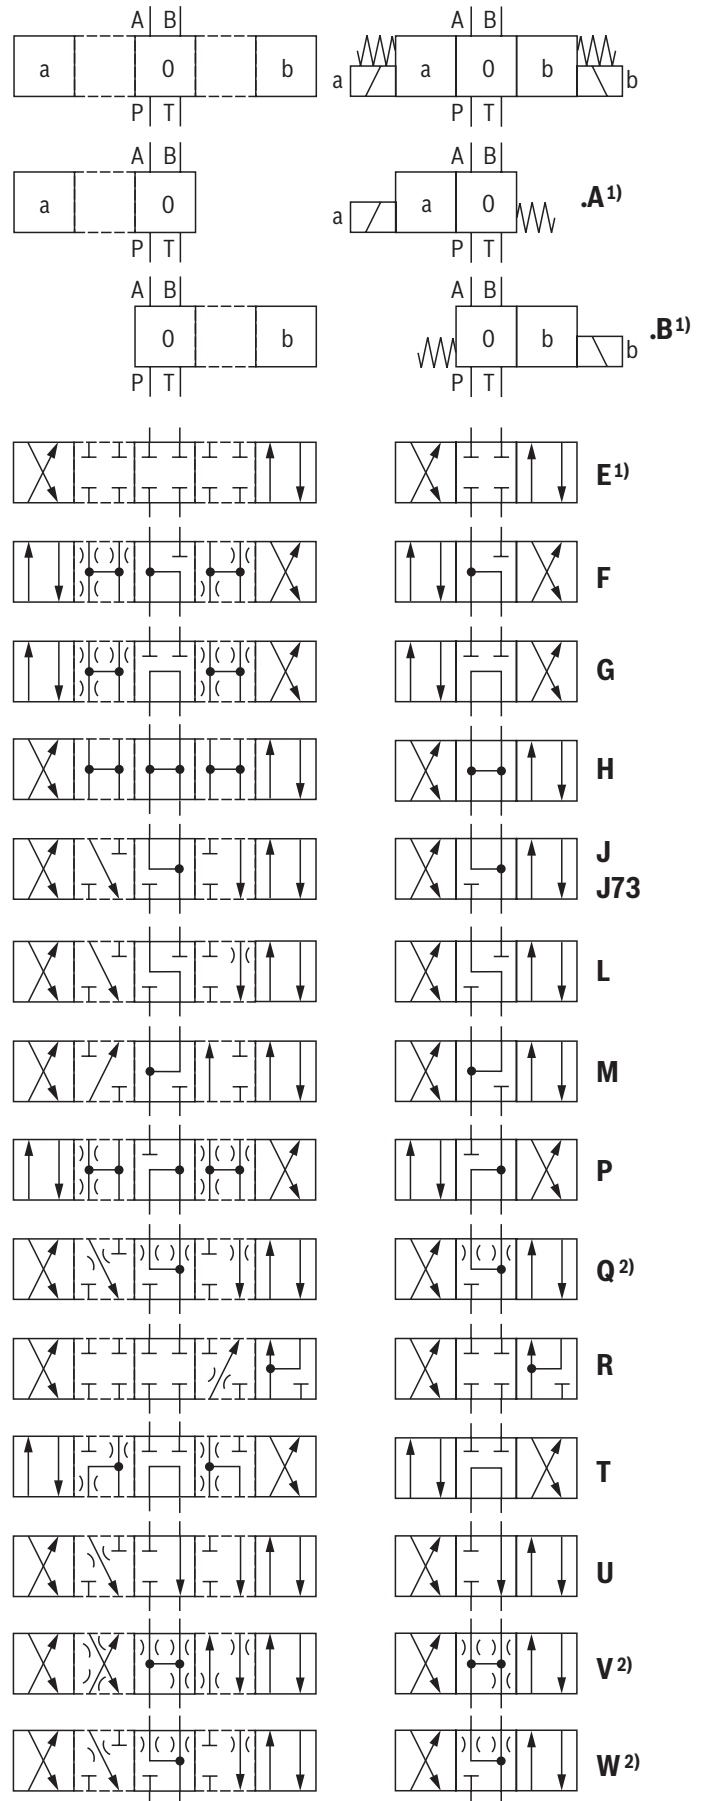 A B A B
a 0 b a a 0 b b
P T P T
A B A B
a 0 a a 0 .A¹⁾
P T P T
A B A B
0 b 0 b b .B¹⁾
P T P T
E¹⁾
F
G
H
J
J73
L
M
P
Q²⁾
R
T
U
V²⁾
W²⁾